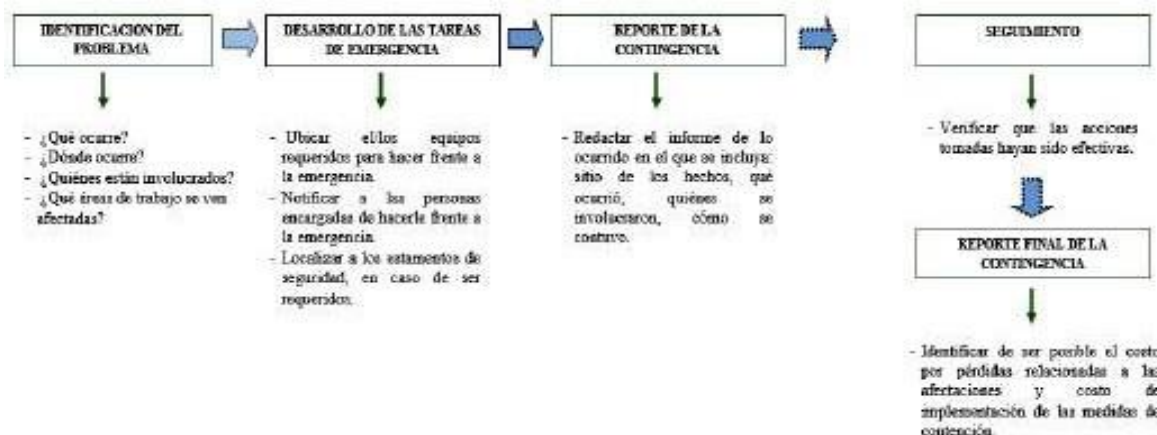 IDENTIFICACION DEL
PROBLEMA
- ¿Qué ocurre?
- ¿Dónde ocurre?
- ¿Quiénes están involucrados?
- ¿Qué áreas de trabajo se ven
afectadas?
DESARROLLO DE LAS TAREAS
DE EMERGENCIA
- Ubicar el/los equipos
requeridos para hacer frente a
la emergencia.
- Notificar a las personas
encargadas de hacerle frente a
la emergencia.
- Localizar a los estamentos de
seguridad, en caso de ser
requeridos.
REPORTE DE LA
CONTINGENCIA
- Redactar el informe de lo
ocurrido en el que se incluya:
sitio de los hechos, qué
ocurrió, quiénes se
involucraron, cómo se
contuvo.
SEGUIMIENTO
- Verificar que las acciones
tomadas hayan sido efectivas.
REPORTE FINAL DE LA
CONTINGENCIA
- Identificar de ser posible el costo
por pérdidas relacionadas a las
afectaciones y costo de
implementación de las medidas de
contención.